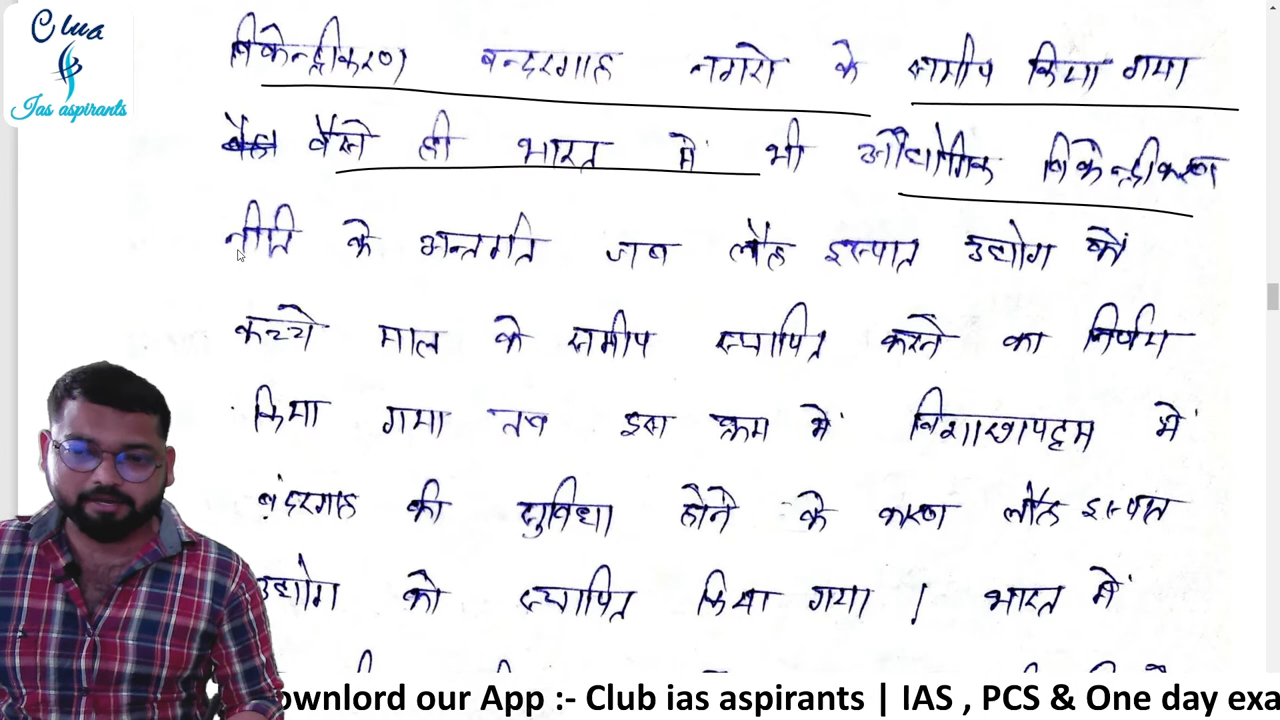 Club
Ias aspirants
विकेन्द्रीकरण बन्दरगाह नगरो के समीप किया गया
वैसे ही भारत में भी औद्योगिक विकेन्द्रीकरण
नीति के अन्तर्गत जब लौह इस्पात उद्योग को
कच्चे माल के समीप स्थापित करने का निर्णय
किया गया तब इस क्रम में विशाखापट्टम में
बंदरगाह की सुविधा होने के कारण लौह इस्पात
उद्योग को स्थापित किया गया । भारत में
ownlord our App :- Club ias aspirants | IAS , PCS & One day exa